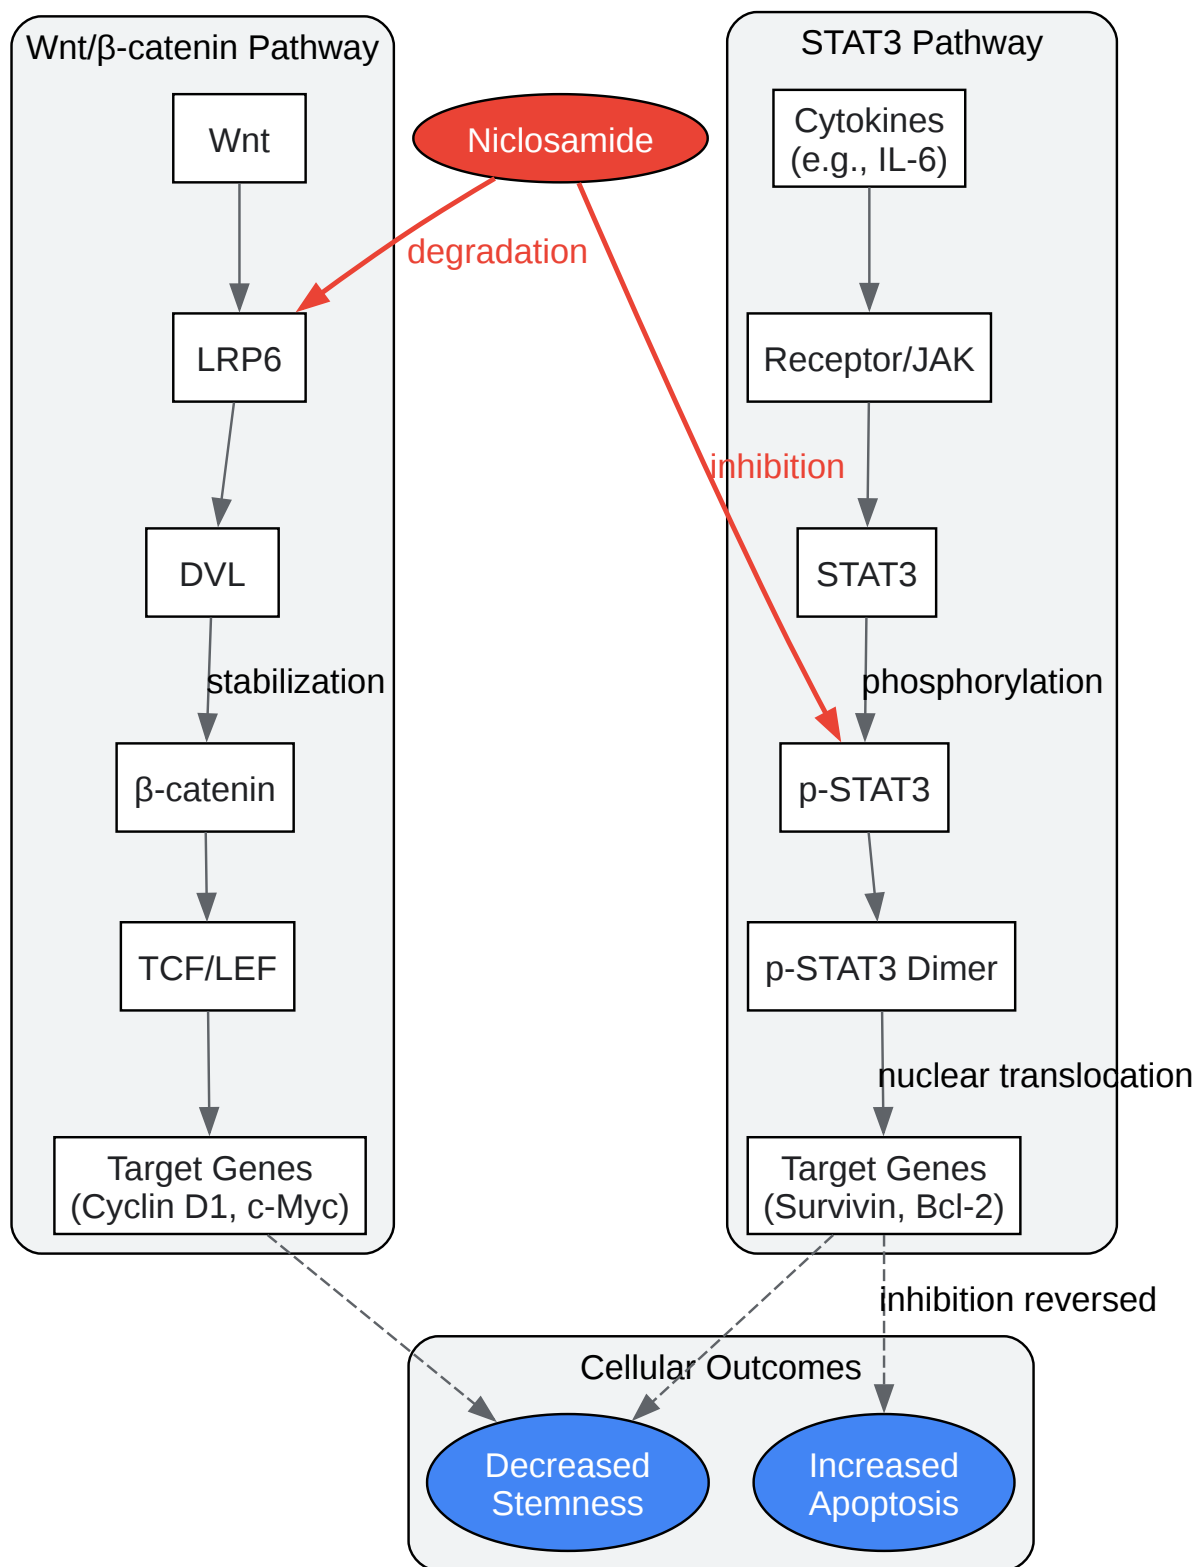 Wnt/β-catenin Pathway
Wnt
LRP6
DVL
stabilization
β-catenin
TCF/LEF
Target Genes
(Cyclin D1, c-Myc)
Niclosamide
degradation
inhibition
STAT3 Pathway
Cytokines
(e.g., IL-6)
Receptor/JAK
STAT3
phosphorylation
p-STAT3
p-STAT3 Dimer
nuclear translocation
Target Genes
(Survivin, Bcl-2)
inhibition reversed
Cellular Outcomes
Decreased
Stemness
Increased
Apoptosis